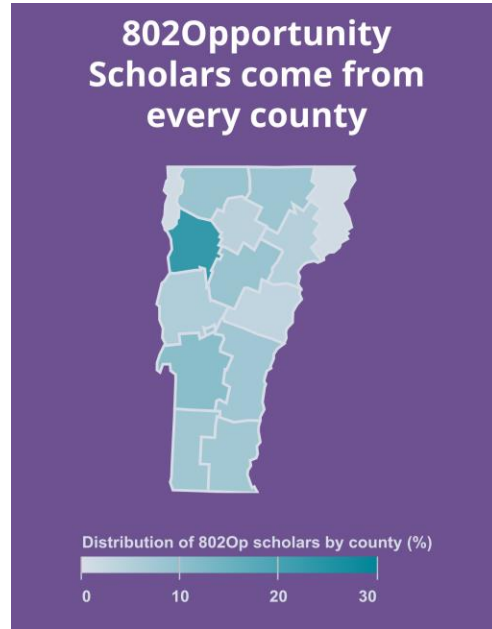 802Opportunity
Scholars come from
every county
Distribution of 802Op scholars by county (%)
0 10 20 30